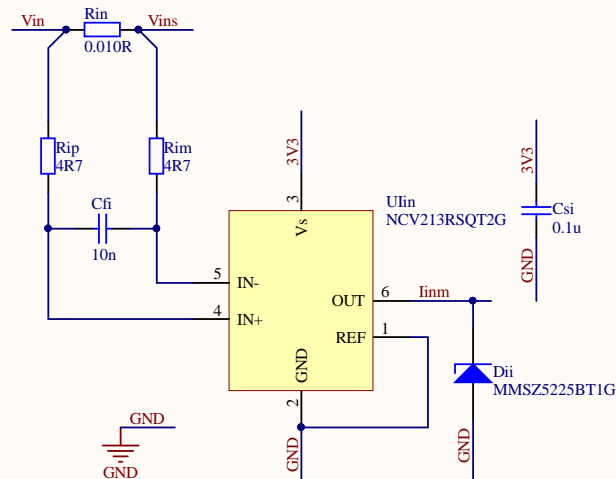 Vin
Rin
Vins
0.010R
Rip
4R7
Rim
4R7
Cfi
10n
3V3
3
Vs
UIin
NCV213RSQT2G
3V3
Csi
0.1u
GND
5
IN-
4
IN+
OUT
6
Iinm
REF
1
GND
2
GND
Dii
MMSZ5225BT1G
GND
GND
GND